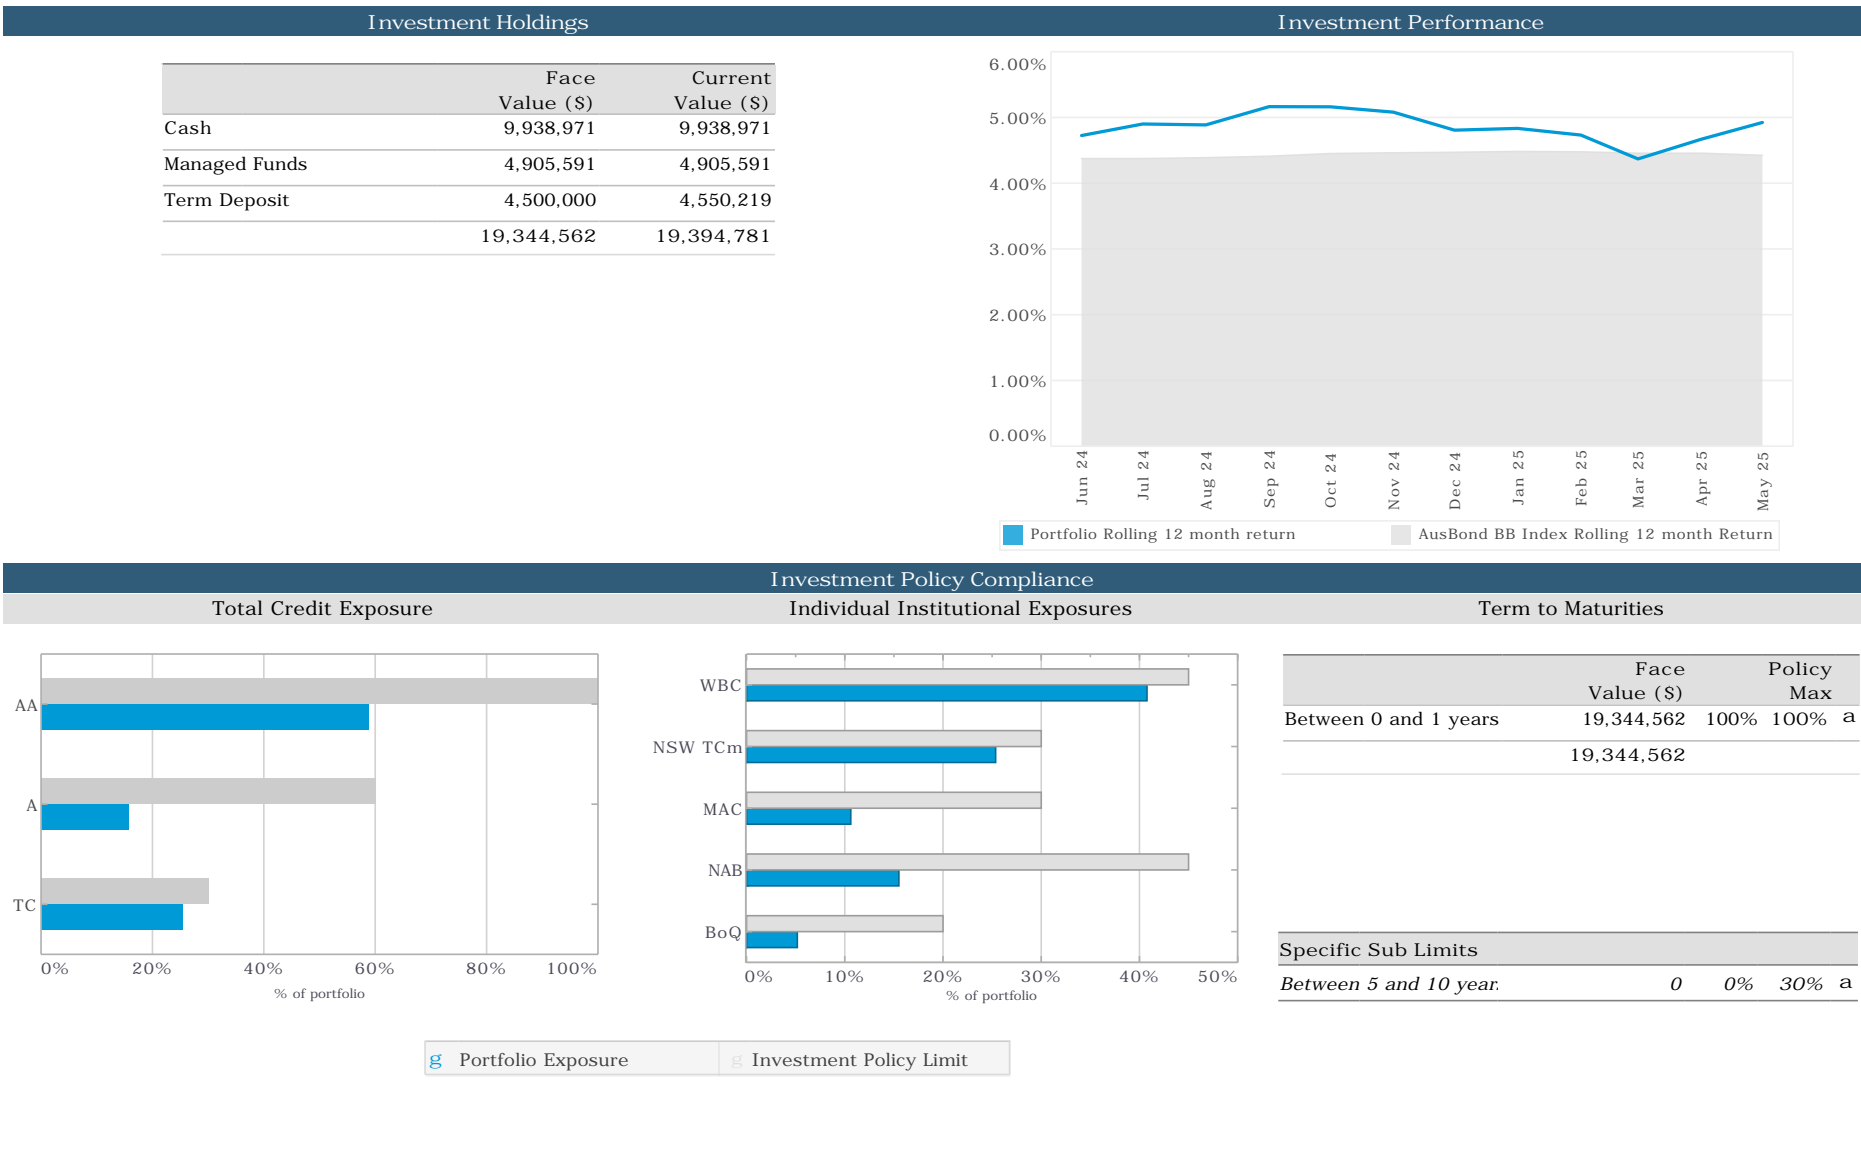 Investment Holdings
Face
Value ($)
Current
Value ($)
Cash 9,938,971 9,938,971
Managed Funds 4,905,591 4,905,591
Term Deposit 4,500,000 4,550,219
19,344,562 19,394,781
Investment Performance
6.00%
5.00%
4.00%
3.00%
2.00%
1.00%
0.00%
Jun 24
Jul 24
Aug 24
Sep 24
Oct 24
Nov 24
Dec 24
Jan 25
Feb 25
Mar 25
Apr 25
May 25
Portfolio Rolling 12 month return
AusBond BB Index Rolling 12 month Return
Investment Policy Compliance
Total Credit Exposure
AA
A
TC
0% 20% 40% 60% 80% 100%
% of portfolio
Individual Institutional Exposures
WBC
NSW TCm
MAC
NAB
BoQ
0% 10% 20% 30% 40% 50%
% of portfolio
Term to Maturities
Face
Value ($)
Policy
Max
Between 0 and 1 years 19,344,562 100% 100% a
19,344,562
Specific Sub Limits
Between 5 and 10 year. 0 0% 30% a
g Portfolio Exposure
g Investment Policy Limit